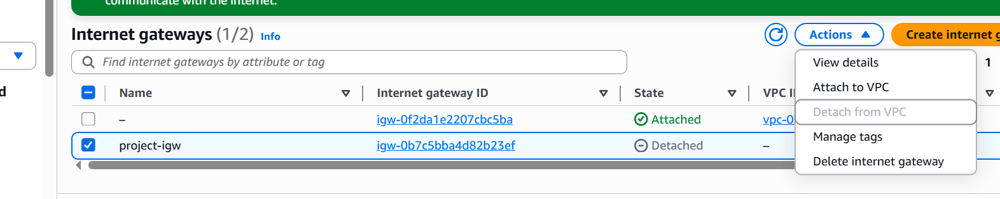 communicate with the internet.
Internet gateways (1/2) Info
Actions
Create internet g
Find internet gateways by attribute or tag
1
View details
Attach to VPC
Detach from VPC
Manage tags
Delete internet gateway
d
Name Internet gateway ID State VPC I
– igw-0f2da1e2207cbc5ba Attached vpc-0
project-igw igw-0b7c5bba4d82b23ef Detached –